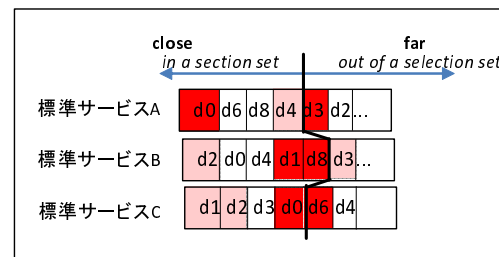 close far
in a section set out of a selection set
標準サービスA d0 d6 d8 d4 d3 d2 ...
標準サービスB d2 d0 d4 d1 d8 d3 ...
標準サービスC d1 d2 d3 d0 d6 d4